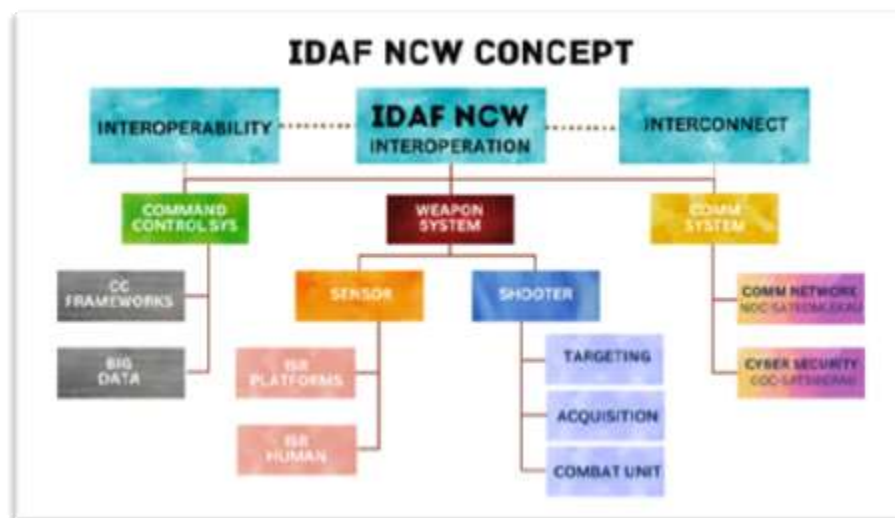 IDAF NCW CONCEPT
INTEROPERABILITY
IDAF NCW
INTEROPERATION
INTERCONNECT
COMMAND
CONTROL SYS
WEAPON
SYSTEM
COMM
SYSTEM
CC
FRAMEWORKS
BIG
DATA
SENSOR
SHOOTER
ISR
PLATFORMS
ISR
HUMAN
TARGETING
ACQUISITION
COMBAT UNIT
COMM NETWORK
CYBER SECURITY